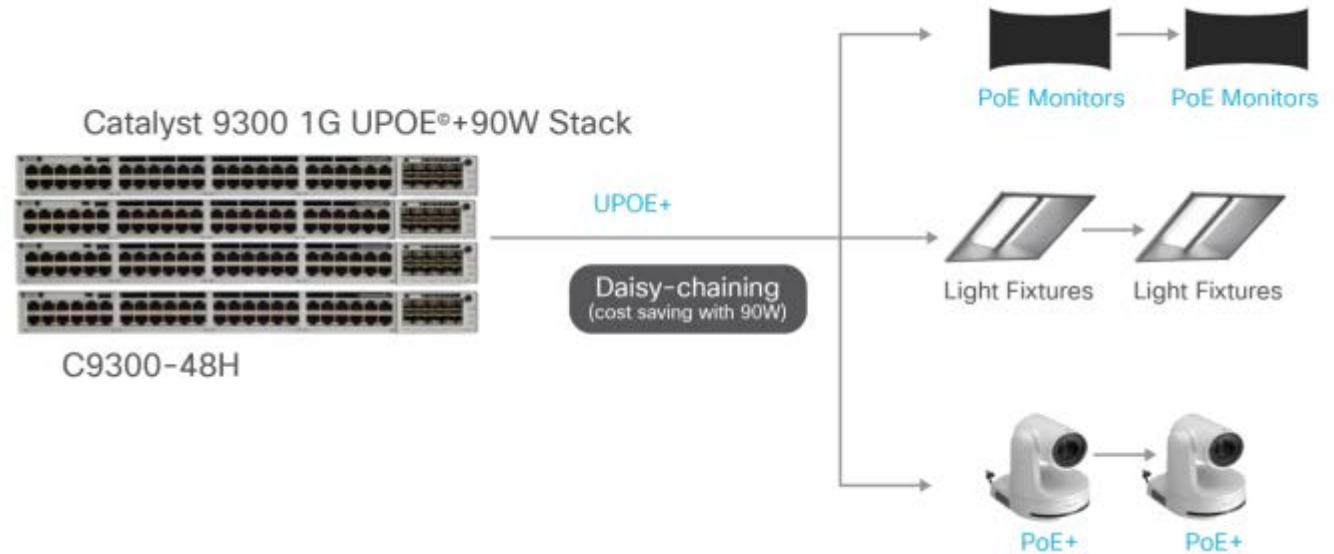 Catalyst 9300 1G UPOE©+90W Stack
C9300-48H
UPOE+
Daisy-chaining
(cost saving with 90W)
PoE Monitors PoE Monitors
Light Fixtures Light Fixtures
PoE+ PoE+